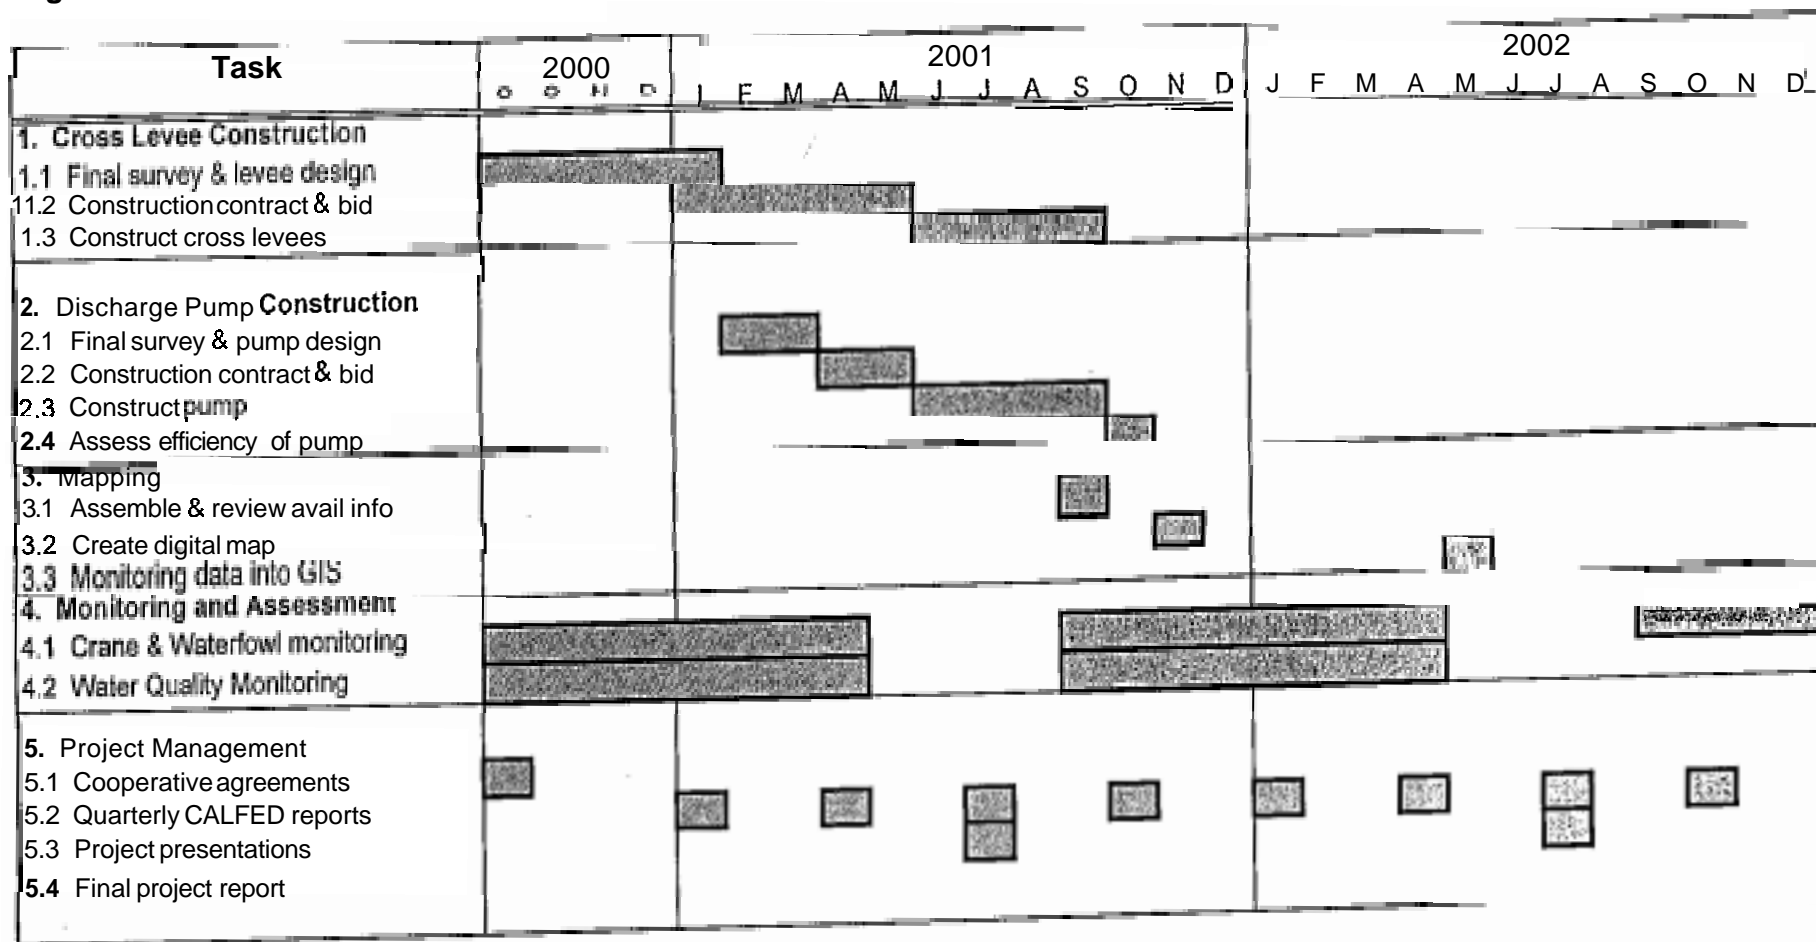 Task
2000
2001
2002
J F M A M J J A S O N D J F M A M J J A S O N D
1. Cross Levee Construction
1.1 Final survey & levee design
11.2 Construction contract & bid
1.3 Construct cross levees
2. Discharge Pump Construction
2.1 Final survey & pump design
2.2 Construction contract & bid
2.3 Construct pump
2.4 Assess efficiency of pump
3. Mapping
3.1 Assemble & review avail info
3.2 Create digital map
3.3 Monitoring data into GIS
4. Monitoring and Assessment
4.1 Crane & Waterfowl monitoring
4.2 Water Quality Monitoring
5. Project Management
5.1 Cooperative agreements
5.2 Quarterly CALFED reports
5.3 Project presentations
5.4 Final project report